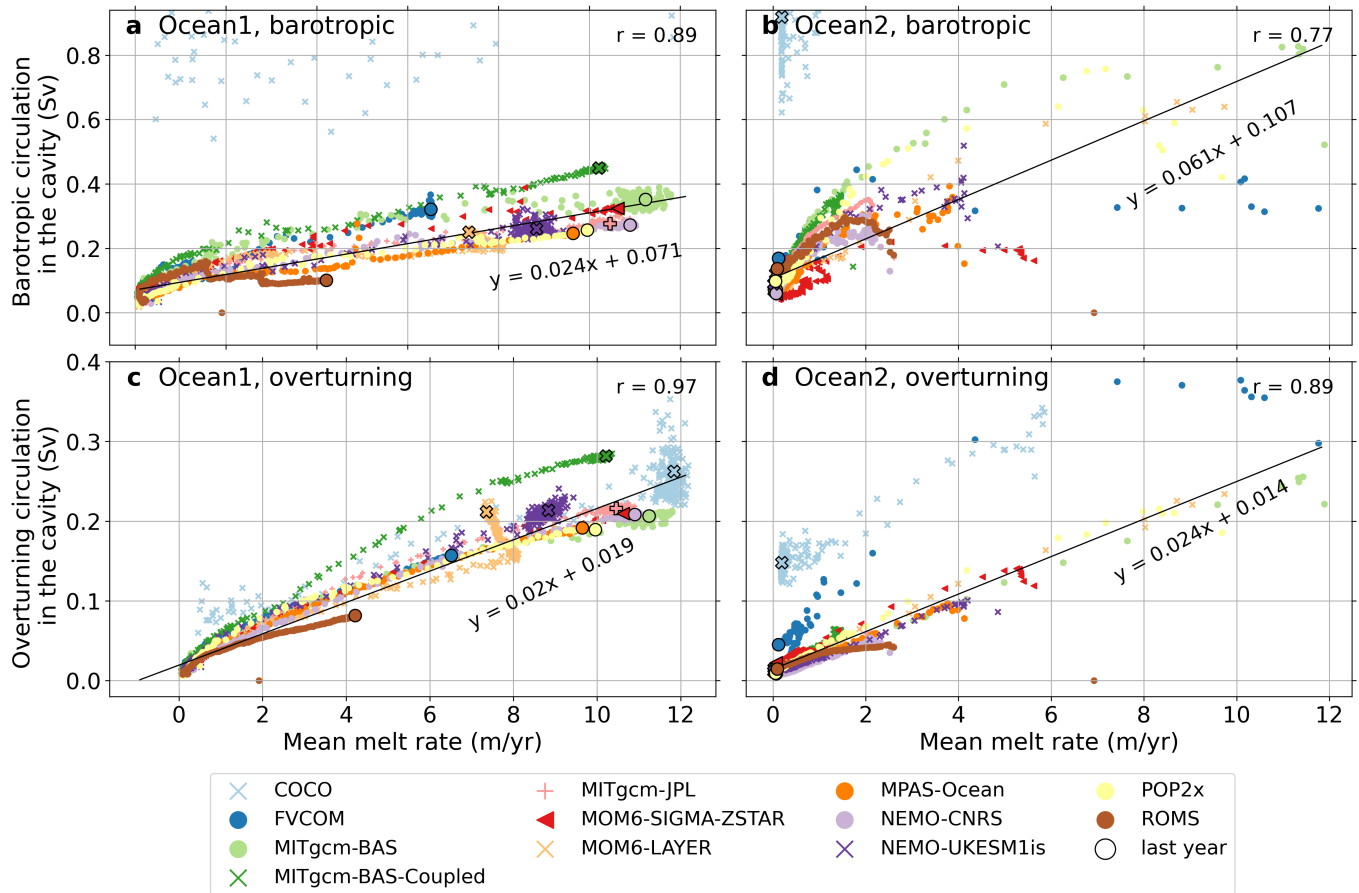 a Ocean1, barotropic
r = 0.89
b Ocean2, barotropic
r = 0.77
Barotropic circulation
in the cavity (Sv)
0.8
0.6
0.4
0.2
0.0
y = 0.024x + 0.071
y = 0.061x + 0.107
c Ocean1, overturning
r = 0.97
d Ocean2, overturning
r = 0.89
Overturning circulation
in the cavity (Sv)
0.4
0.3
0.2
0.1
0.0
y = 0.02x + 0.019
y = 0.024x + 0.014
0 2 4 6 8 10 12
0 2 4 6 8 10 12
Mean melt rate (m/yr)
Mean melt rate (m/yr)
COCO
FVCOM
MITgcm-BAS
MITgcm-BAS-Coupled
MITgcm-JPL
MOM6-SIGMA-ZSTAR
MOM6-LAYER
MPAS-Ocean
NEMO-CNRS
NEMO-UKESM1is
POP2x
ROMS
last year